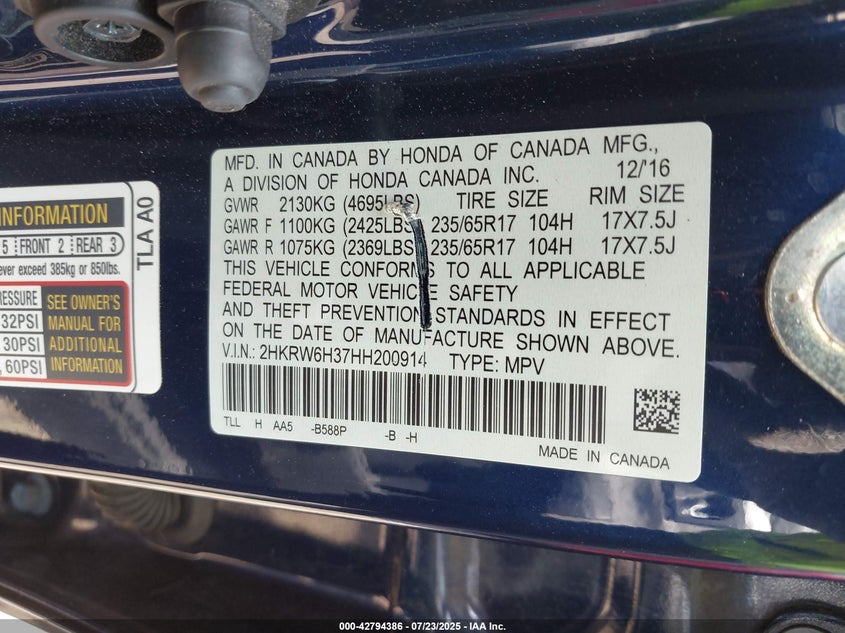 MFD. IN CANADA BY HONDA OF CANADA MFG.,
A DIVISION OF HONDA CANADA INC. 12/'16
GVWR 2130KG (4695LBS) TIRE SIZE RIM SIZE
GAWR F 1100KG (2425LBS) 235/65R17 104H 17X7.5J
GAWR R 1075KG (2369LBS) 235/65R17 104H 17X7.5J
THIS VEHICLE CONFORMS TO ALL APPLICABLE
FEDERAL MOTOR VEHICLE SAFETY
AND THEFT PREVENTION STANDARDS IN EFFECT
ON THE DATE OF MANUFACTURE SHOWN ABOVE.
V.I.N.: 2HKRW6H37HH200914 TYPE: MPV
TLL H AA5 -B588P -B -H
MADE IN CANADA
INFORMATION
5 FRONT 2 REAR 3
never exceed 385kg or 850lbs.
PRESSURE
32PSI
30PSI
60PSI
SEE OWNER'S
MANUAL FOR
ADDITIONAL
INFORMATION
TLA A0
000-42794386 - 07/23/2025 - IAA Inc.